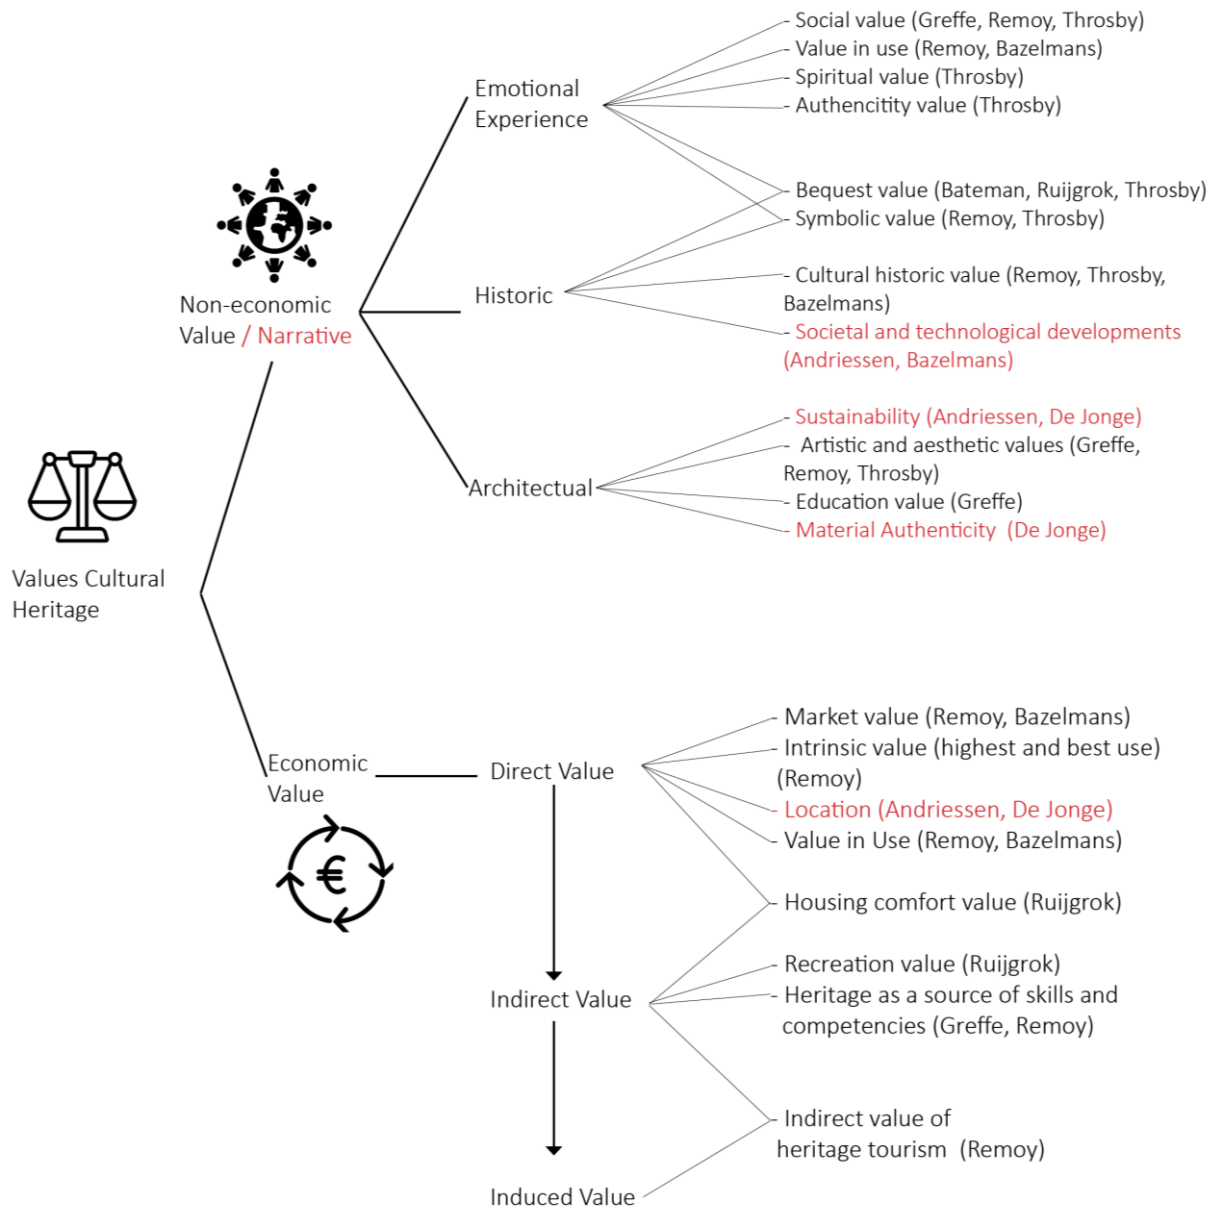 - Social value (Greffe, Remoy, Throsby)
- Value in use (Remoy, Bazelmans)
- Spiritual value (Throsby)
- Authencitity value (Throsby)
Emotional
Experience
- Bequest value (Bateman, Ruijgrok, Throsby)
- Symbolic value (Remoy, Throsby)
- Cultural historic value (Remoy, Throsby,
Bazelmans)
- Societal and technological developments
(Andriessen, Bazelmans)
Historic
Non-economic
Value / Narrative
- Sustainability (Andriessen, De Jonge)
- Artistic and aesthetic values (Greffe,
Remoy, Throsby)
- Education value (Greffe)
- Material Authenticity (De Jonge)
Architectual
Values Cultural
Heritage
- Market value (Remoy, Bazelmans)
- Intrinsic value (highest and best use)
(Remoy)
- Location (Andriessen, De Jonge)
- Value in Use (Remoy, Bazelmans)
Economic
Value
Direct Value
€
- Housing comfort value (Ruijgrok)
- Recreation value (Ruijgrok)
- Heritage as a source of skills and
competencies (Greffe, Remoy)
Indirect Value
- Indirect value of
heritage tourism (Remoy)
Induced Value